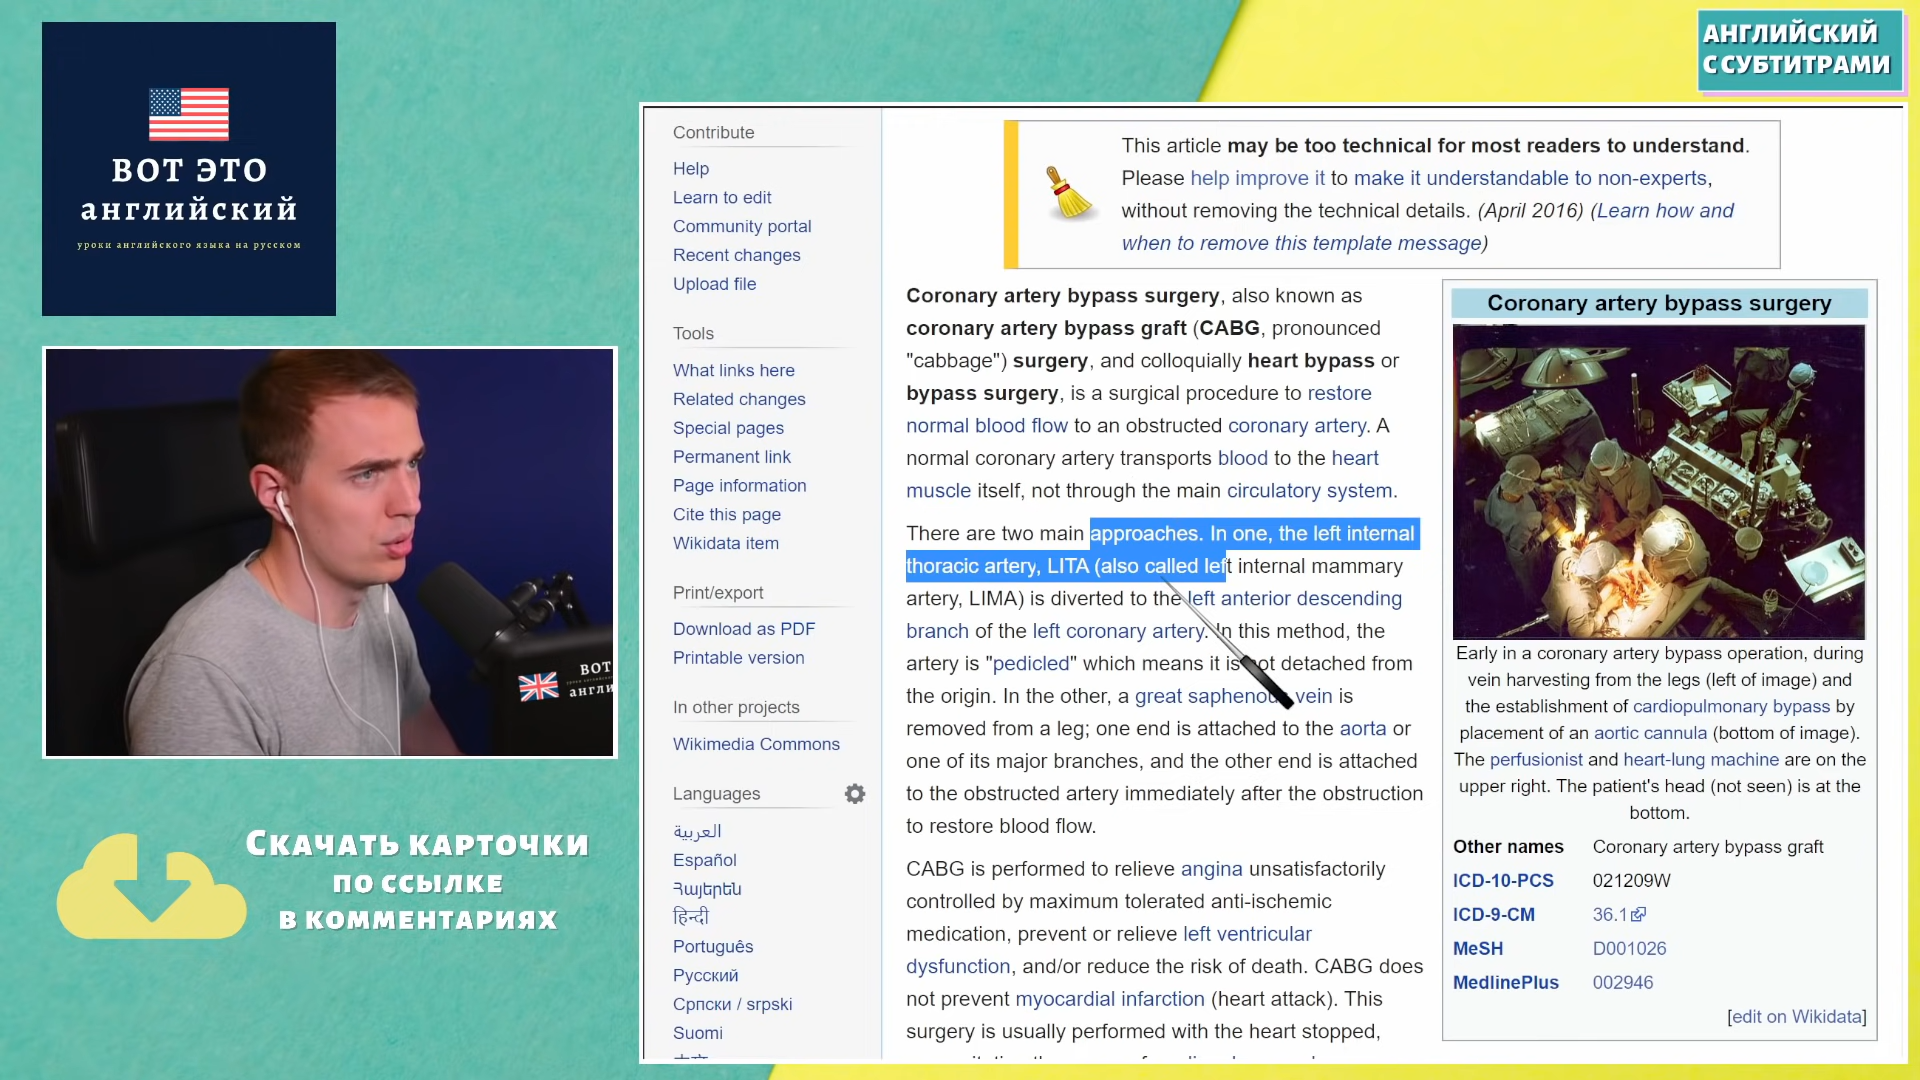 ВОТ ЭТО
английский
уроки английского языка на русском
АНГЛИЙСКИЙ
С СУБТИТРАМИ
ВОТ
англи
Скачать карточки
по ссылке
в комментариях
Contribute
Help
Learn to edit
Community portal
Recent changes
Upload file
Tools
What links here
Related changes
Special pages
Permanent link
Page information
Cite this page
Wikidata item
Print/export
Download as PDF
Printable version
In other projects
Wikimedia Commons
Languages
العربية
Español
Հայերեն
हिन्दी
Português
Русский
Српски / srpski
Suomi
This article may be too technical for most readers to understand.
Please help improve it to make it understandable to non-experts,
without removing the technical details. (April 2016) (Learn how and
when to remove this template message)
Coronary artery bypass surgery, also known as
coronary artery bypass graft (CABG, pronounced
"cabbage") surgery, and colloquially heart bypass or
bypass surgery, is a surgical procedure to restore
normal blood flow to an obstructed coronary artery. A
normal coronary artery transports blood to the heart
muscle itself, not through the main circulatory system.
There are two main approaches. In one, the left internal
thoracic artery, LITA (also called left internal mammary
artery, LIMA) is diverted to the left anterior descending
branch of the left coronary artery. In this method, the
artery is "pedicled" which means it is not detached from
the origin. In the other, a great saphenous vein is
removed from a leg; one end is attached to the aorta or
one of its major branches, and the other end is attached
to the obstructed artery immediately after the obstruction
to restore blood flow.
CABG is performed to relieve angina unsatisfactorily
controlled by maximum tolerated anti-ischemic
medication, prevent or relieve left ventricular
dysfunction, and/or reduce the risk of death. CABG does
not prevent myocardial infarction (heart attack). This
surgery is usually performed with the heart stopped,
Coronary artery bypass surgery
Early in a coronary artery bypass operation, during
vein harvesting from the legs (left of image) and
the establishment of cardiopulmonary bypass by
placement of an aortic cannula (bottom of image).
The perfusionist and heart-lung machine are on the
upper right. The patient's head (not seen) is at the
bottom.
Other names Coronary artery bypass graft
ICD-10-PCS 021209W
ICD-9-CM 36.1
MeSH D001026
MedlinePlus 002946
[edit on Wikidata]